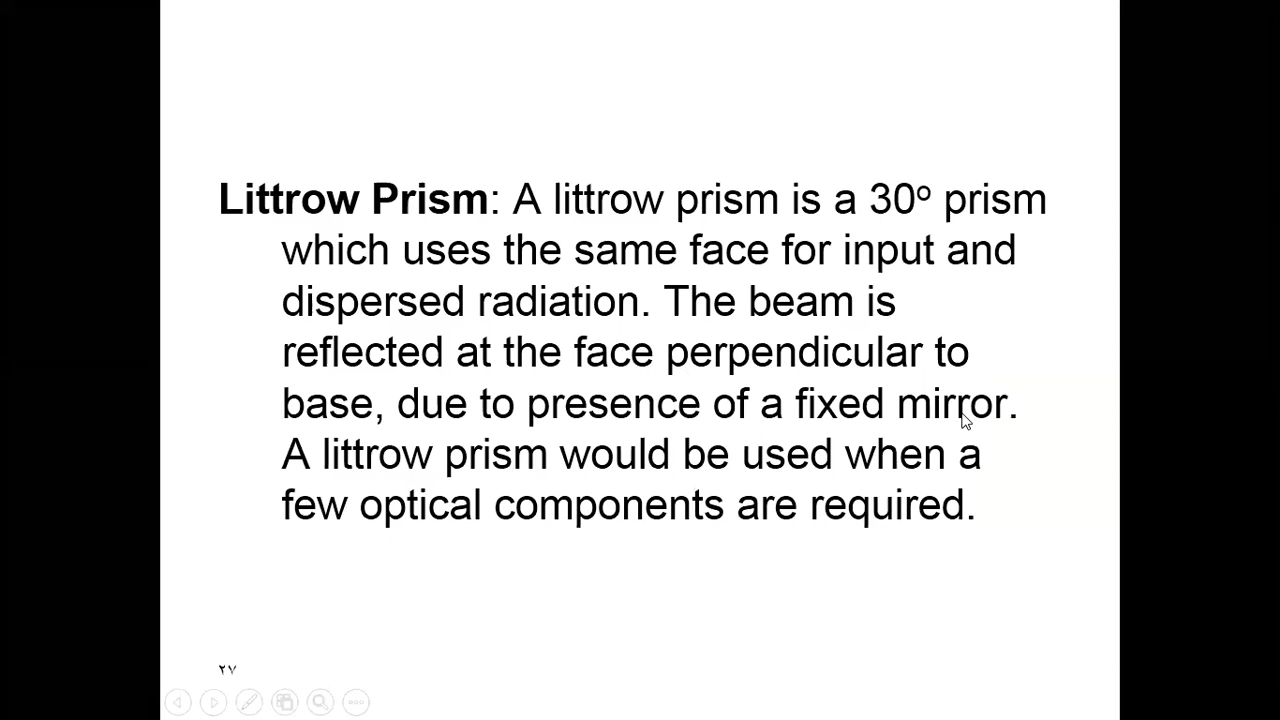 Littrow Prism: A littrow prism is a 30º prism
which uses the same face for input and
dispersed radiation. The beam is
reflected at the face perpendicular to
base, due to presence of a fixed mirror.
A littrow prism would be used when a
few optical components are required.
٢٧